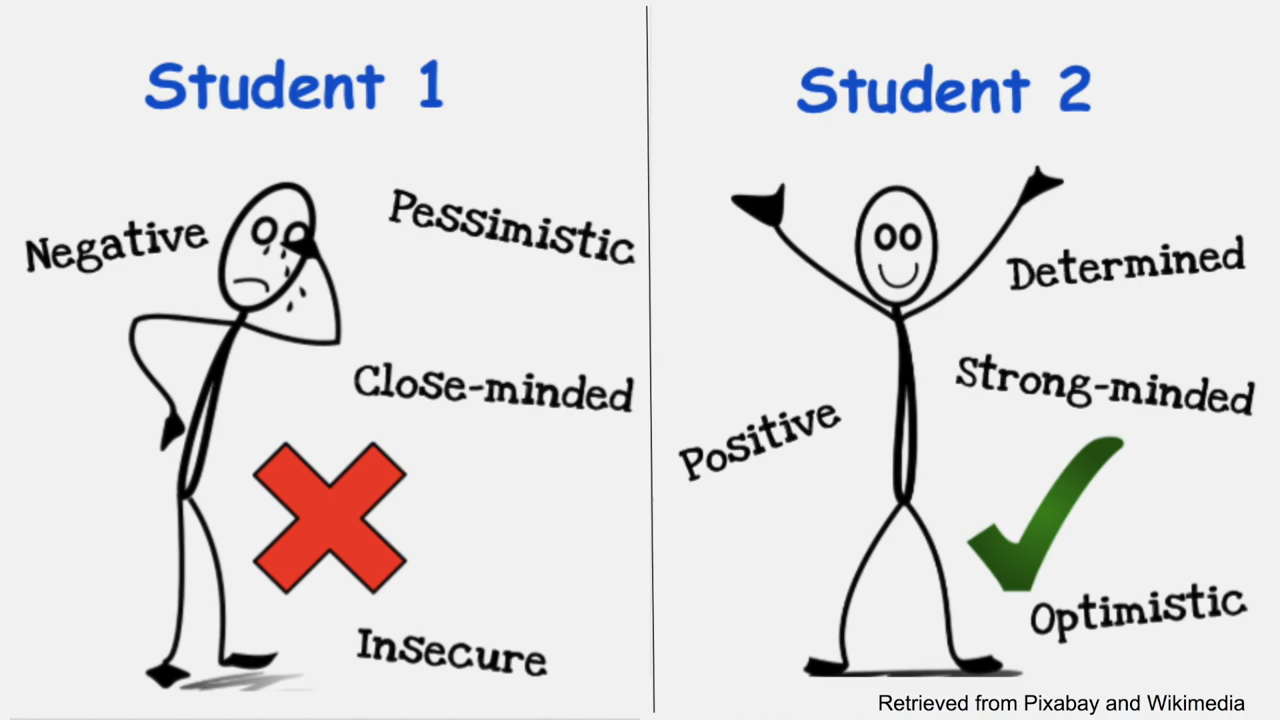 Student 1
Negative
Pessimistic
Close-minded
Insecure
Student 2
Determined
Strong-minded
Positive
Optimistic
Retrieved from Pixabay and Wikimedia